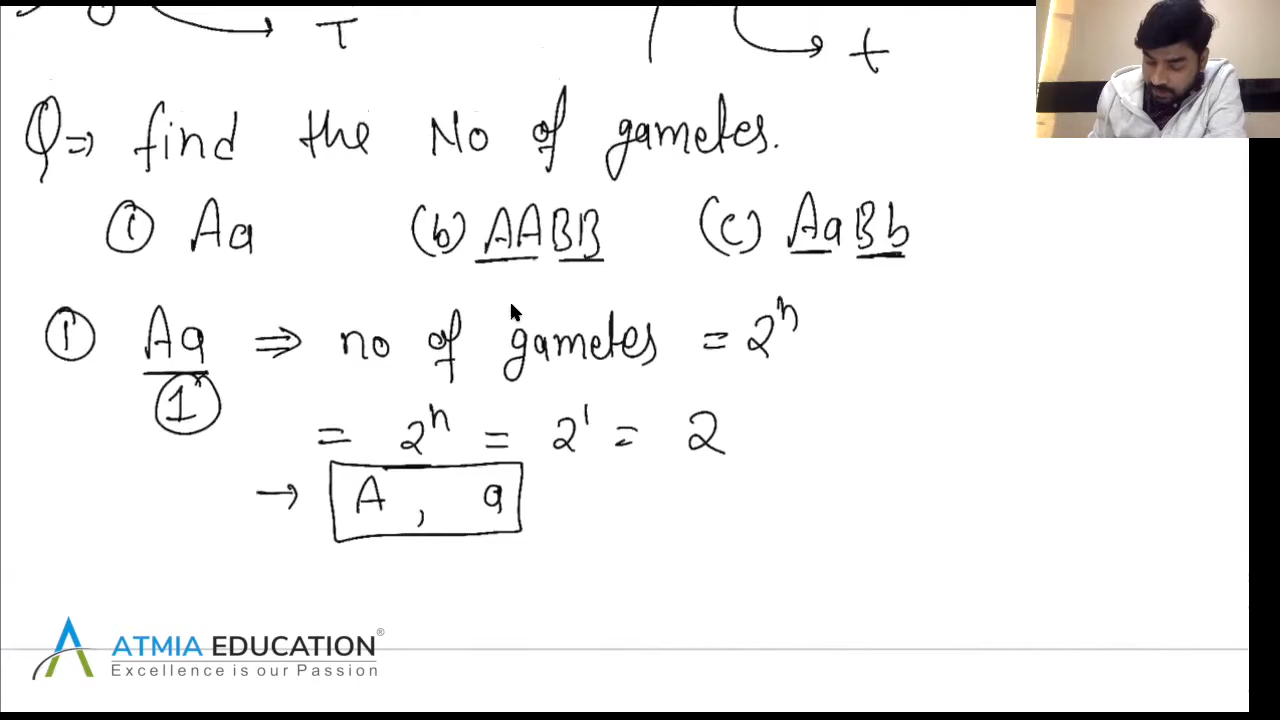 T t
Q⇒ find the No of gametes.
① Aa (b) AABB (c) AaBb
① Aa ⇒ no of gametes = 2ⁿ
1
= 2ⁿ = 2¹ = 2
→ A , a
ATMIA EDUCATION®
Excellence is our Passion